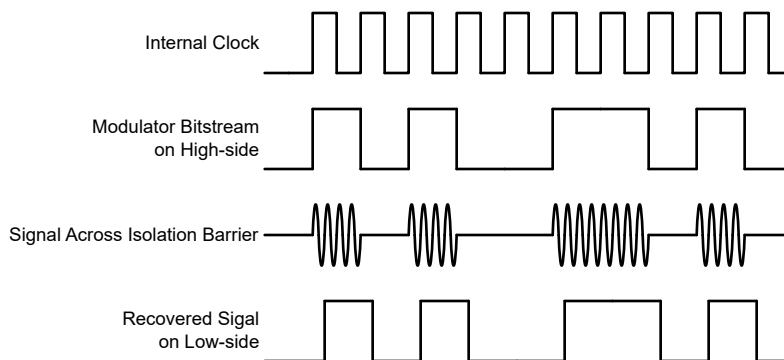 Internal Clock
Modulator Bitstream
on High-side
Signal Across Isolation Barrier
Recovered Sigal
on Low-side